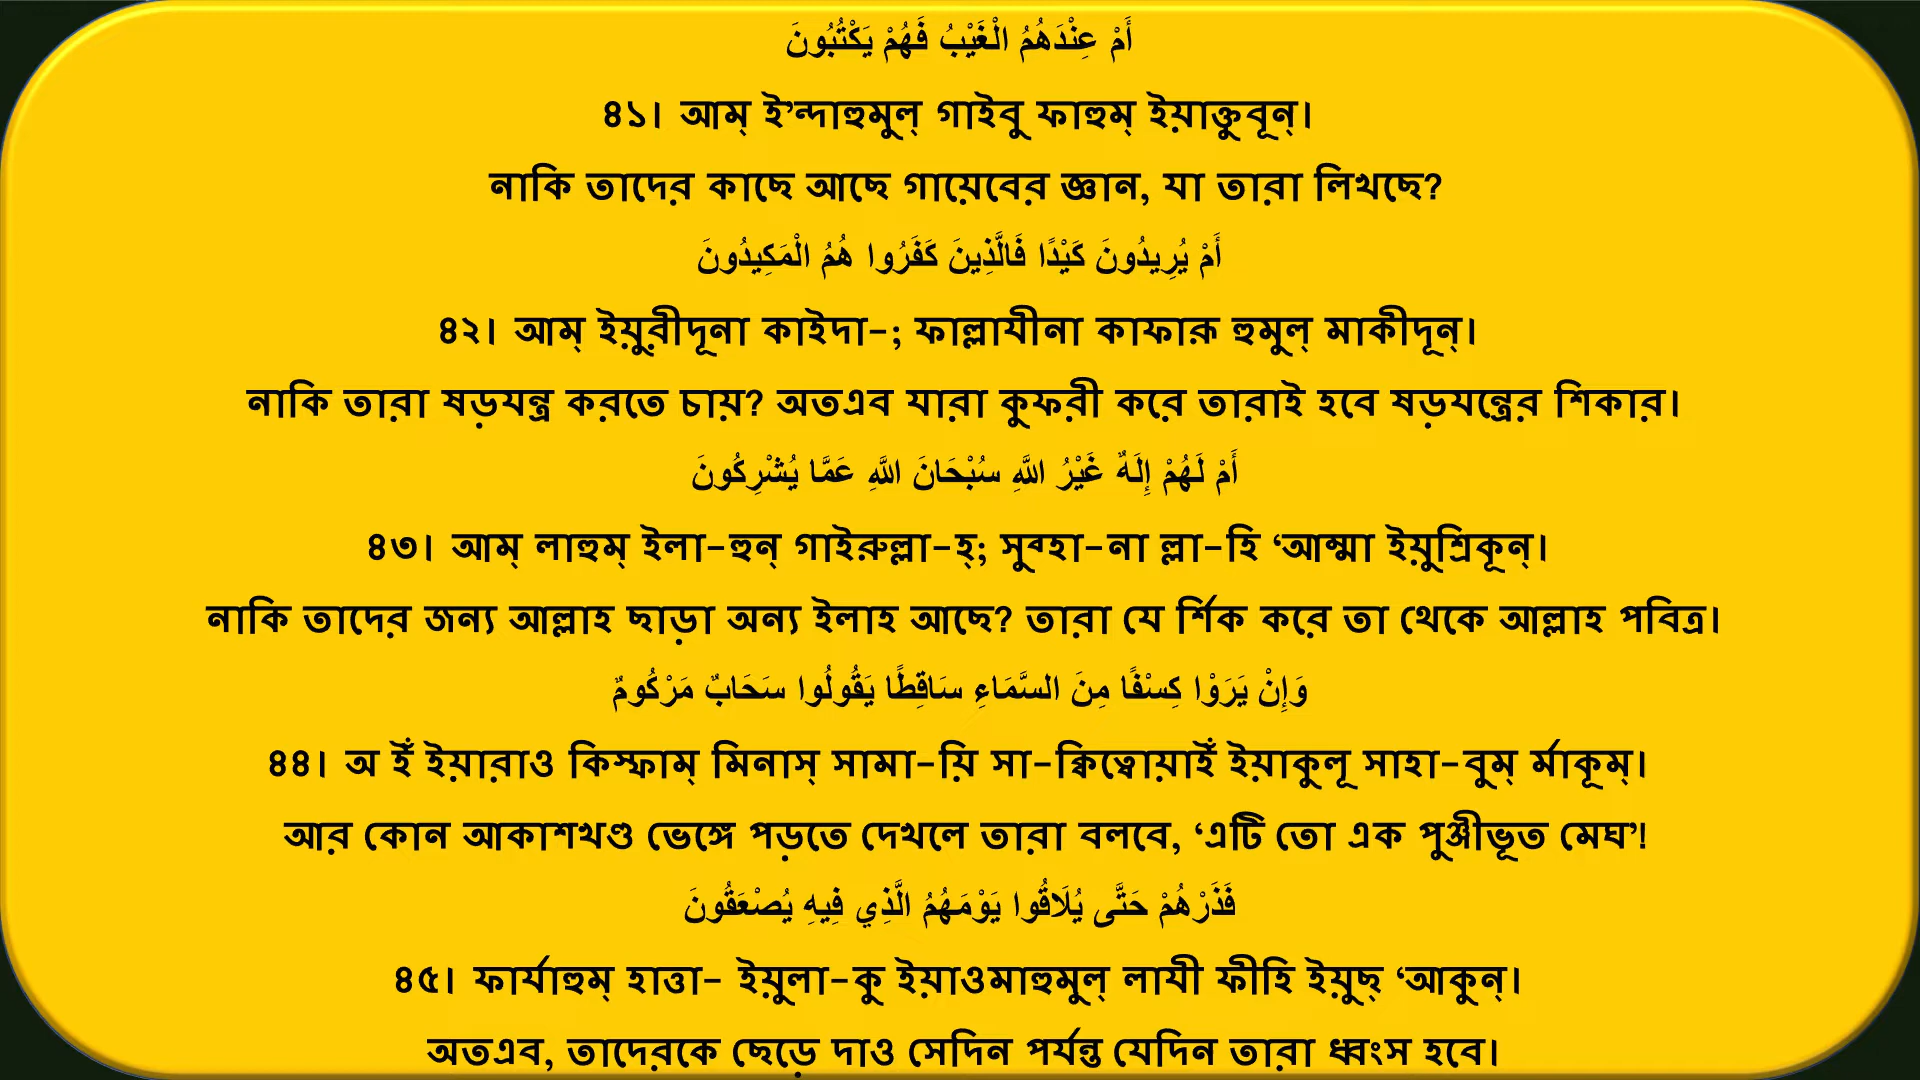 أَمْ عِنْدَهُمُ الْغَيْبُ فَهُمْ يَكْتُبُونَ
৪১। আম্ ই’ন্দাহুমুল্ গাইবু ফাহুম্ ইয়াক্তুবূন্।
নাকি তাদের কাছে আছে গায়েবের জ্ঞান, যা তারা লিখছে?
أَمْ يُرِيدُونَ كَيْدًا فَالَّذِينَ كَفَرُوا هُمُ الْمَكِيدُونَ
৪২। আম্ ইয়ুরীদূনা কাইদা-; ফাল্লাযীনা কাফারূ হুমুল্ মাকীদূন্।
নাকি তারা ষড়যন্ত্র করতে চায়? অতএব যারা কুফরী করে তারাই হবে ষড়যন্ত্রের শিকার।
أَمْ لَهُمْ إِلَهٌ غَيْرُ اللَّهِ سُبْحَانَ اللَّهِ عَمَّا يُشْرِكُونَ
৪৩। আম্ লাহুম্ ইলা-হুন্ গাইরুল্লা-হ্; সুব্হা-না ল্লা-হি ‘আম্মা ইয়ুশ্রিকূন্।
নাকি তাদের জন্য আল্লাহ ছাড়া অন্য ইলাহ আছে? তারা যে শির্ক করে তা থেকে আল্লাহ পবিত্র।
وَإِنْ يَرَوْا كِسْفًا مِنَ السَّمَاءِ سَاقِطًا يَقُولُوا سَحَابٌ مَرْكُومٌ
৪৪। অ ইঁ ইয়ারাও কিস্ফাম্ মিনাস্ সামা-য়ি সা-ক্বিত্বোয়াইঁ ইয়াকুলূ সাহা-বুম্ র্মাকূম্।
আর কোন আকাশখণ্ড ভেঙ্গে পড়তে দেখলে তারা বলবে, ‘এটি তো এক পুঞ্জীভূত মেঘ’!
فَذَرْهُمْ حَتَّى يُلَاقُوا يَوْمَهُمُ الَّذِي فِيهِ يُصْعَقُونَ
৪৫। ফার্যাহুম্ হাত্তা- ইয়ুলা-কু ইয়াওমাহুমুল্ লাযী ফীহি ইয়ুছ্ ‘আকুন্।
অতএব, তাদেরকে ছেড়ে দাও সেদিন পর্যন্ত যেদিন তারা ধ্বংস হবে।